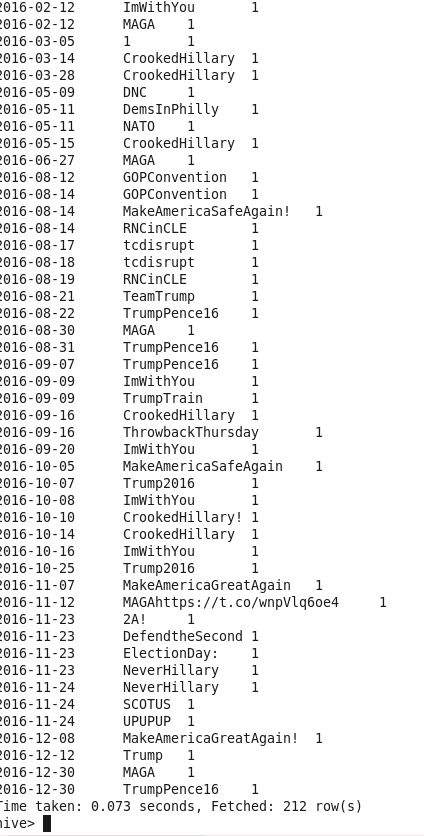 2016-02-12 ImWithYou 1
2016-02-12 MAGA 1
2016-03-05 1 1
2016-03-14 CrookedHillary 1
2016-03-28 CrookedHillary 1
2016-05-09 DNC 1
2016-05-11 DemsInPhilly 1
2016-05-11 NATO 1
2016-05-15 CrookedHillary 1
2016-06-27 MAGA 1
2016-08-12 GOPConvention 1
2016-08-14 GOPConvention 1
2016-08-14 MakeAmericaSafeAgain! 1
2016-08-14 RNCinCLE 1
2016-08-17 tcdisrupt 1
2016-08-18 tcdisrupt 1
2016-08-19 RNCinCLE 1
2016-08-21 TeamTrump 1
2016-08-22 TrumpPence16 1
2016-08-30 MAGA 1
2016-08-31 TrumpPence16 1
2016-09-07 TrumpPence16 1
2016-09-09 ImWithYou 1
2016-09-09 TrumpTrain 1
2016-09-16 CrookedHillary 1
2016-09-16 ThrowbackThursday 1
2016-09-20 ImWithYou 1
2016-10-05 MakeAmericaSafeAgain 1
2016-10-07 Trump2016 1
2016-10-08 ImWithYou 1
2016-10-10 CrookedHillary! 1
2016-10-14 CrookedHillary 1
2016-10-16 ImWithYou 1
2016-10-25 Trump2016 1
2016-11-07 MakeAmericaGreatAgain 1
2016-11-12 MAGAhttps://t.co/wnpVlq6oe4 1
2016-11-23 2A! 1
2016-11-23 DefendtheSecond 1
2016-11-23 ElectionDay: 1
2016-11-23 NeverHillary 1
2016-11-24 NeverHillary 1
2016-11-24 SCOTUS 1
2016-11-24 UPUPUP 1
2016-12-08 MakeAmericaGreatAgain! 1
2016-12-12 Trump 1
2016-12-30 MAGA 1
2016-12-30 TrumpPence16 1
Time taken: 0.073 seconds, Fetched: 212 row(s)
hive>